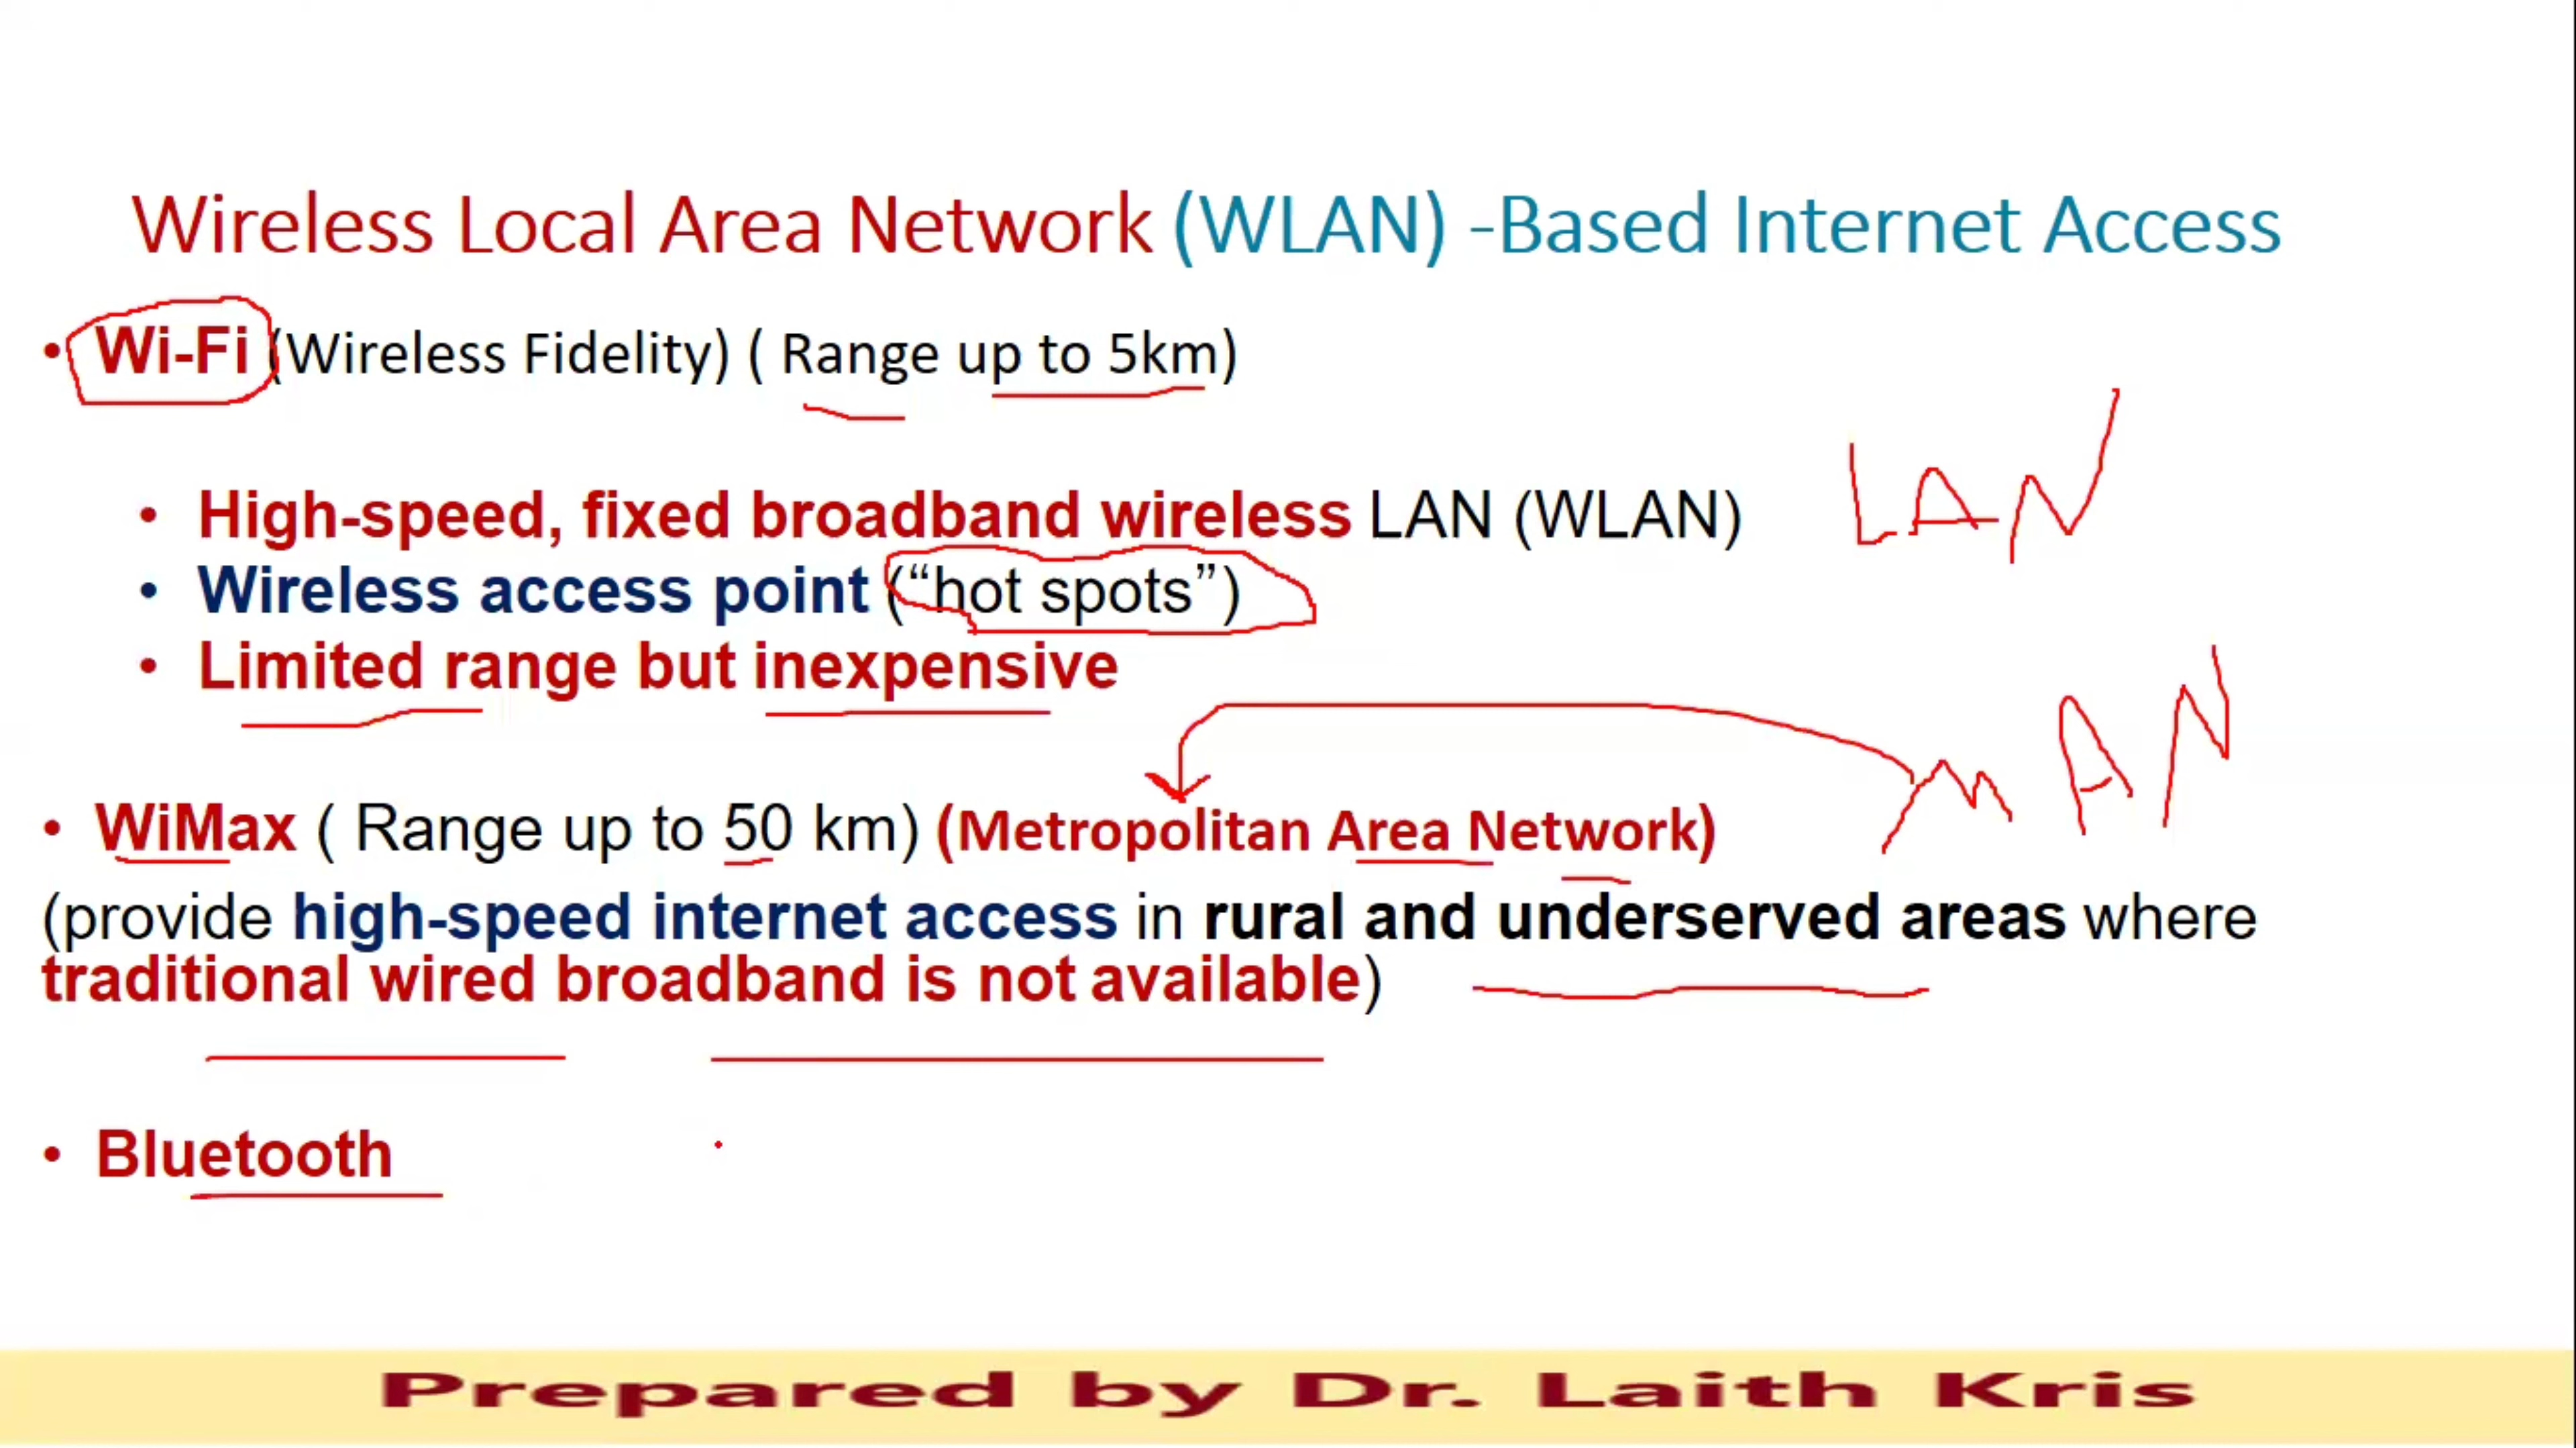 Wireless Local Area Network (WLAN) -Based Internet Access
• Wi-Fi (Wireless Fidelity) ( Range up to 5km)
LAN
• High-speed, fixed broadband wireless LAN (WLAN)
• Wireless access point (“hot spots”)
• Limited range but inexpensive
MAN
• WiMax ( Range up to 50 km) (Metropolitan Area Network)
(provide high-speed internet access in rural and underserved areas where
traditional wired broadband is not available)
• Bluetooth
Prepared by Dr. Laith Kris